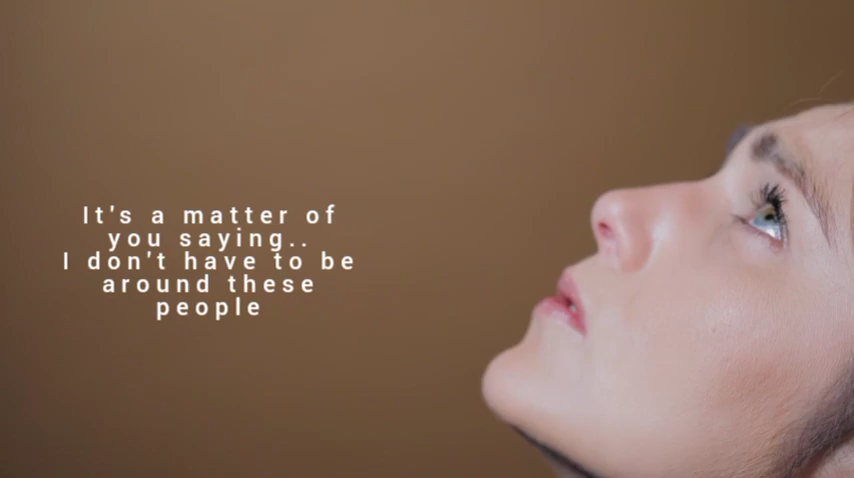 It's a matter of
you saying..
I don't have to be
around these
people